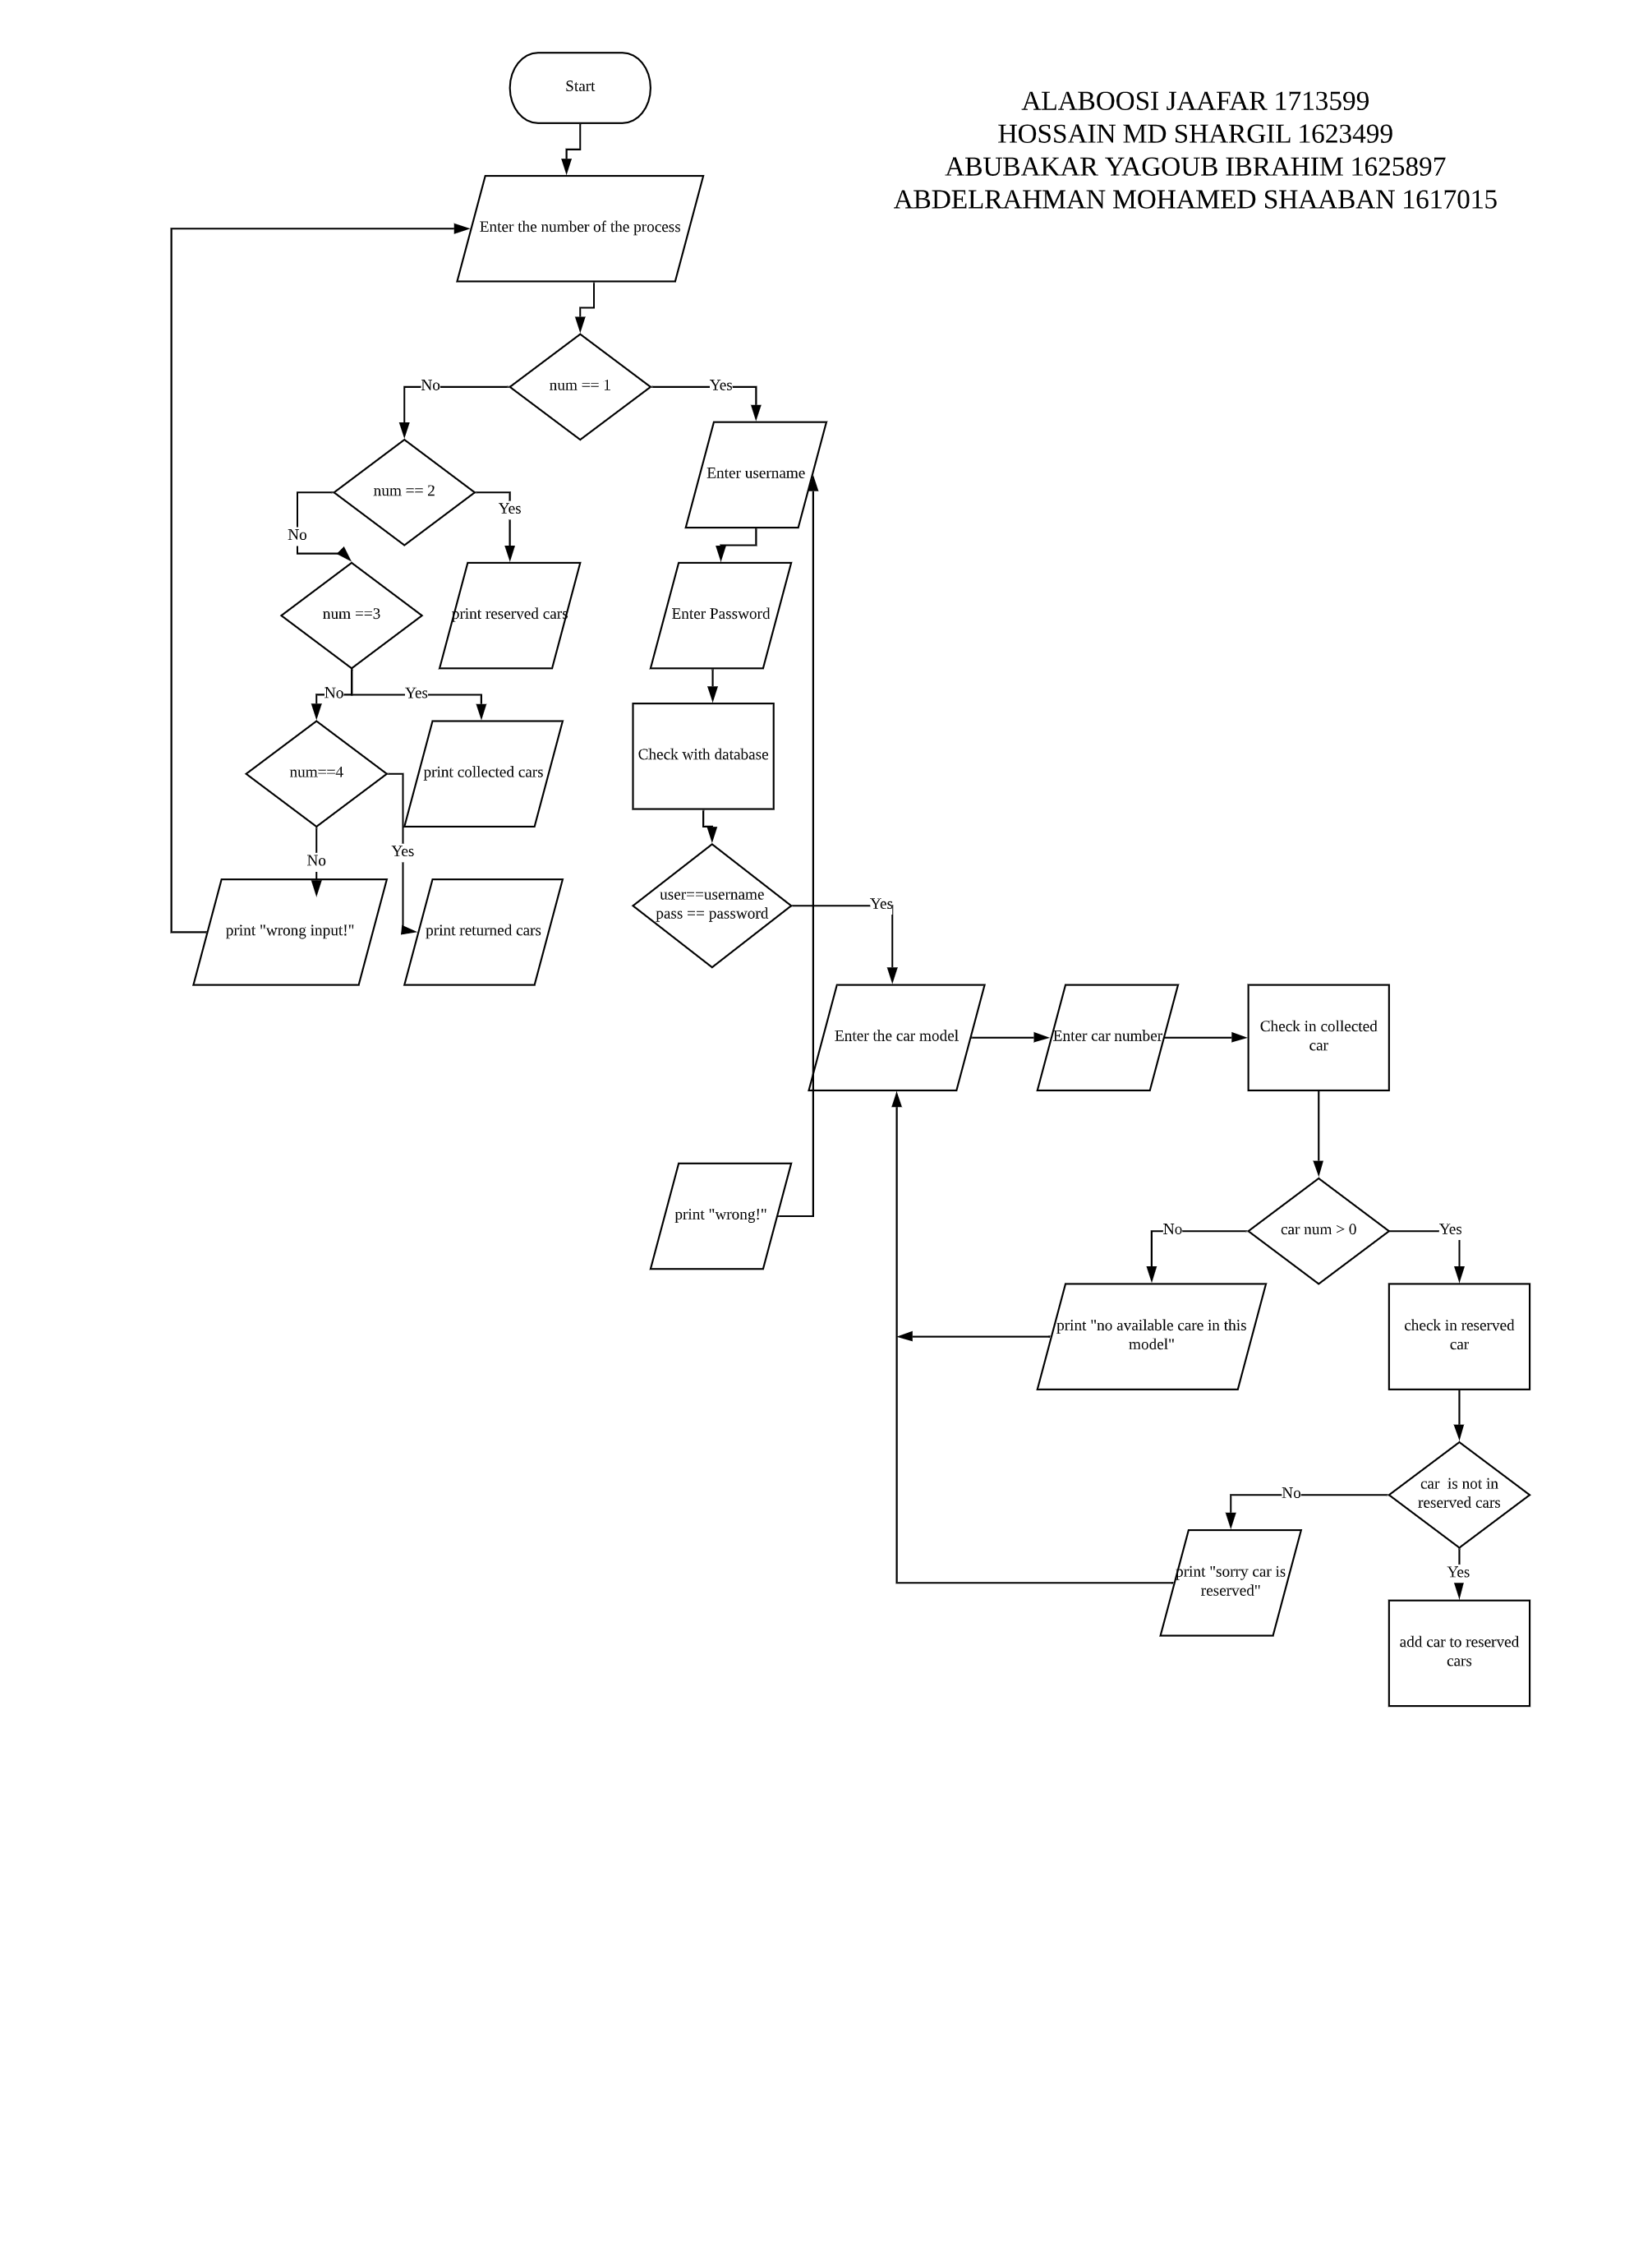 Start
ALABOOSI JAAFAR 1713599
HOSSAIN MD SHARGIL 1623499
ABUBAKAR YAGOUB IBRAHIM 1625897
ABDELRAHMAN MOHAMED SHAABAN 1617015
Enter the number of the process
num == 1
No
Yes
Enter username
num == 2
Yes
No
num ==3
print reserved cars
Enter Password
No
Yes
Check with database
num==4
print collected cars
Yes
No
user==username
pass == password
Yes
print "wrong input!"
print returned cars
Enter the car model
Enter car number
Check in collected
car
print "wrong!"
car num > 0
No
Yes
print "no available care in this
model"
check in reserved
car
car  is not in
reserved cars
No
Yes
print "sorry car is
reserved"
add car to reserved
cars